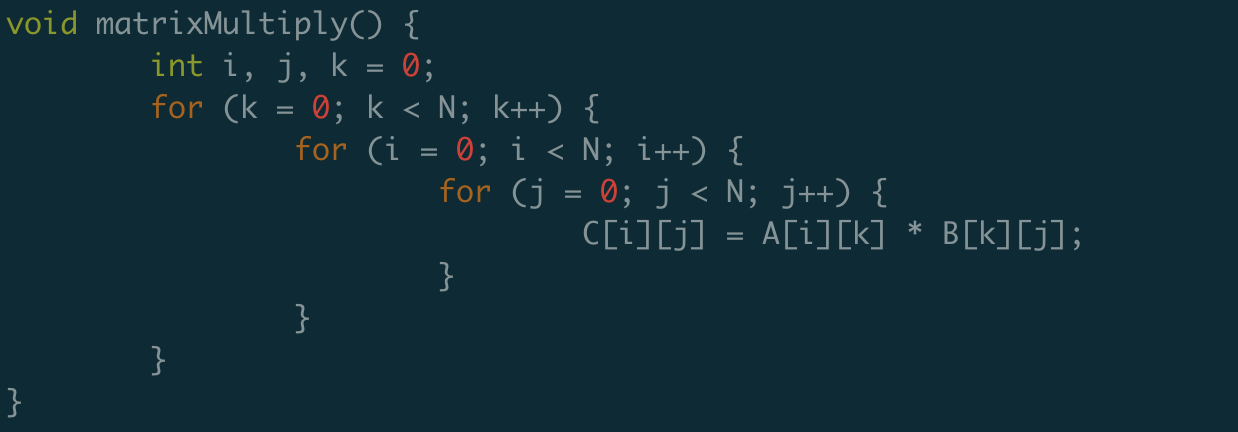 void matrixMultiply() {
        int i, j, k = 0;
        for (k = 0; k < N; k++) {
                for (i = 0; i < N; i++) {
                        for (j = 0; j < N; j++) {
                                C[i][j] = A[i][k] * B[k][j];
                        }
                }
        }
}